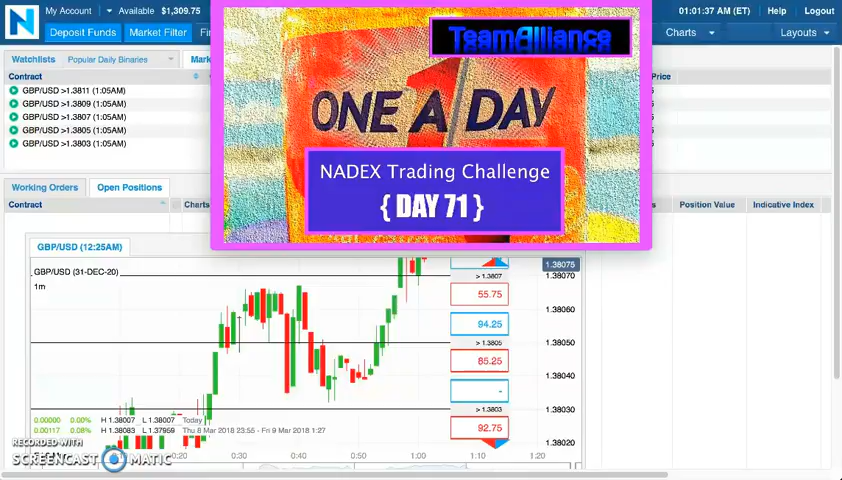 My Account
Available $1,309.75
01:01:37 AM (ET)
Help
Logout
N
Deposit Funds
Market Filter
Charts
Layouts
TeamAlliance
ONE A DAY
NADEX Trading Challenge
{ DAY 71 }
Watchlists
Popular Daily Binaries
Contract
Price
GBP/USD >1.3811 (1:05AM)
GBP/USD >1.3809 (1:05AM)
GBP/USD >1.3807 (1:05AM)
GBP/USD >1.3805 (1:05AM)
GBP/USD >1.3803 (1:05AM)
Working Orders
Open Positions
Contract
Charts
Position Value
Indicative Index
GBP/USD (12:25AM)
GBP/USD (31-DEC-20)
1m
1.38075
> 1.3807
1.38070
55.75
1.38060
94.25
> 1.3805
1.38050
85.25
1.38040
-
> 1.3803
1.38030
92.75
1.38020
0.00000 0.00% H 1.38007 L 1.38007 Today
0.00117 0.08% H 1.38083 L 1.37959 Thu 8 Mar 2018 23:55 - Fri 9 Mar 2018 1:27
0:20
0:30
0:40
0:50
1:00
1:10
1:20
RECORDED WITH
SCREENCAST MATIC